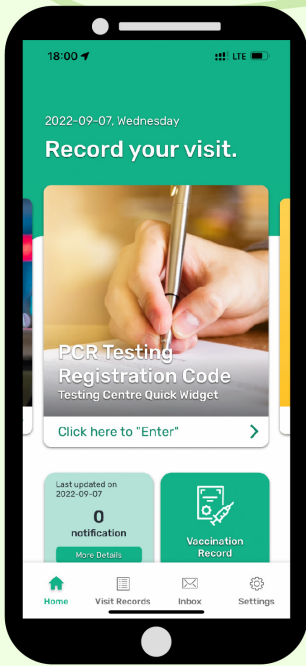 18:00 LTE
2022-09-07, Wednesday
Record your visit.
PCR Testing
Registration Code
Testing Centre Quick Widget
Click here to "Enter"
Last updated on
2022-09-07
0
notification
More Details
Vaccination
Record
Home Visit Records Inbox Settings